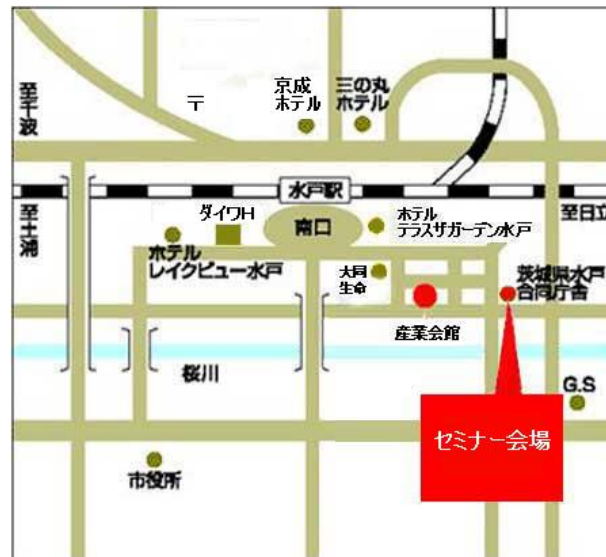 至千波
〒
京成
ホテル
三の丸
ホテル
水戸駅
至土浦
ダイワH
南口
ホテル
テラスザガーデン水戸
至日立
ホテル
レイクビュー水戸
大同
生命
茨城県水戸
合同庁舎
産業会館
桜川
G.S
セミナー会場
市役所